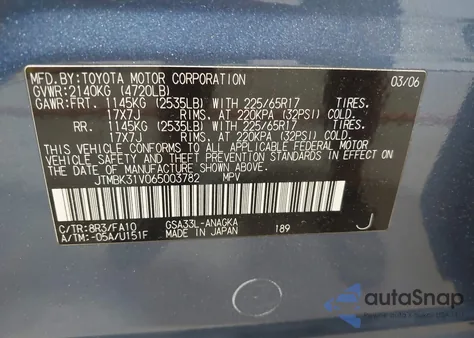 MFD.BY:TOYOTA MOTOR CORPORATION 03/06
GVWR:2140KG (4720LB)
GAWR:FRT. 1145KG (2535LB) WITH 225/65R17 TIRES.
17X7J RIMS. AT 220KPA (32PSI) COLD
RR. 1145KG (2535LB) WITH 225/65R17 TIRES.
17X7J RIMS. AT 220KPA (32PSI) COLD
THIS VEHICLE CONFORMS TO ALL APPLICABLE FEDERAL MOTOR
VEHICLE SAFETY AND BUMPER STANDARDS IN EFFECT ON THE
DATE OF MANUFACTURE SHOWN ABOVE.
JTMBK31V065003782 MPV
C/TR:8R3/FA10 GSA33L-ANAGKA
A/TM:-05A/U151F MADE IN JAPAN 189 J
autoSnap